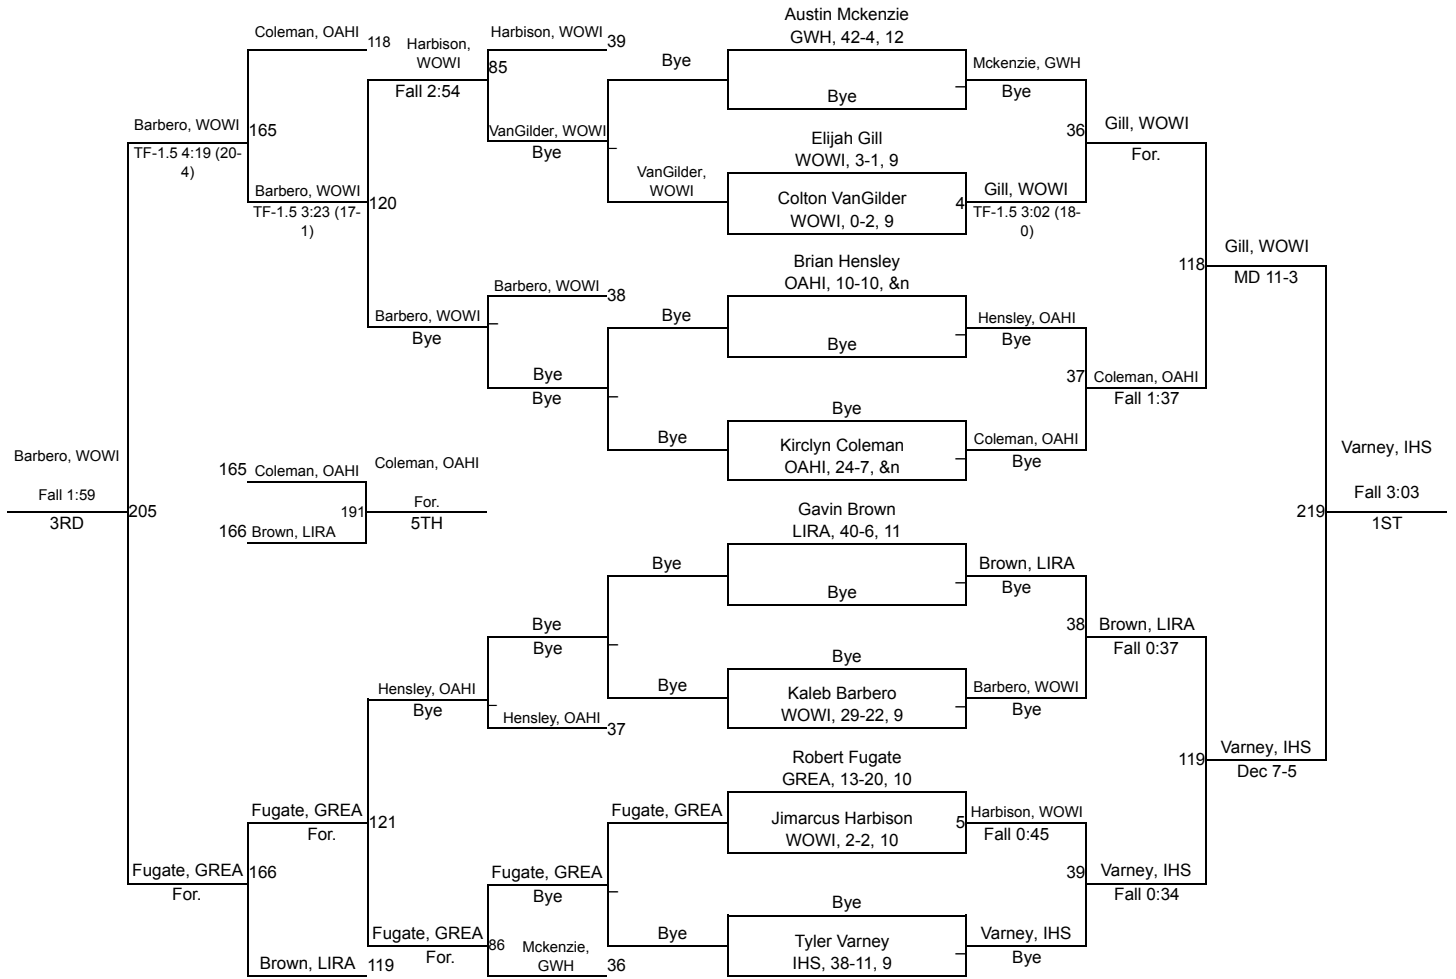 Austin Mckenzie
GWH, 42-4, 12
Coleman, OAHI
118
Harbison,
WOWI
Harbison, WOWI
39
85
Fall 2:54
Bye
Bye
Mckenzie, GWH
Bye
Barbero, WOWI
165
TF-1.5 4:19 (20-
4)
VanGilder, WOWI
Bye
Elijah Gill
WOWI, 3-1, 9
36
Gill, WOWI
For.
VanGilder,
WOWI
Barbero, WOWI
TF-1.5 3:23 (17-
1)
120
Colton VanGilder
WOWI, 0-2, 9
4
Gill, WOWI
TF-1.5 3:02 (18-
0)
Brian Hensley
OAHI, 10-10, &n
118
Gill, WOWI
MD 11-3
Barbero, WOWI
38
Barbero, WOWI
Bye
Bye
Bye
Hensley, OAHI
Bye
Bye
Bye
37
Coleman, OAHI
Fall 1:37
Bye
Bye
Kirclyn Coleman
OAHI, 24-7, &n
Coleman, OAHI
Bye
Barbero, WOWI
Fall 1:59
3RD
205
165
Coleman, OAHI
Coleman, OAHI
191
For.
5TH
166
Brown, LIRA
Varney, IHS
219
Fall 3:03
1ST
Gavin Brown
LIRA, 40-6, 11
Bye
Bye
Brown, LIRA
Bye
Bye
Bye
38
Brown, LIRA
Fall 0:37
Bye
Hensley, OAHI
Bye
Bye
Kaleb Barbero
WOWI, 29-22, 9
Barbero, WOWI
Bye
Hensley, OAHI
37
Robert Fugate
GREA, 13-20, 10
119
Varney, IHS
Dec 7-5
Fugate, GREA
For.
121
Fugate, GREA
Jimarcus Harbison
WOWI, 2-2, 10
5
Harbison, WOWI
Fall 0:45
Fugate, GREA
For.
166
Fugate, GREA
Bye
39
Varney, IHS
Fall 0:34
Bye
Fugate, GREA
For.
86
Mckenzie,
GWH
36
Bye
Tyler Varney
IHS, 38-11, 9
Varney, IHS
Bye
Brown, LIRA
119